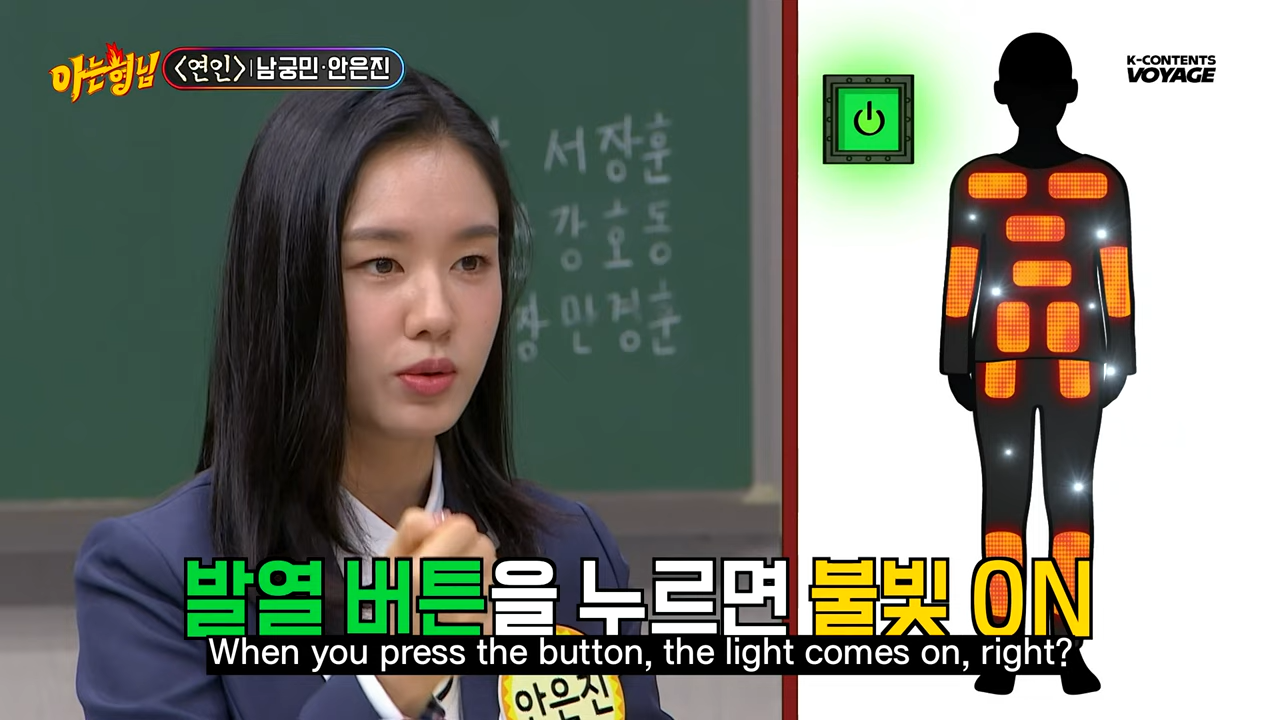 아는형님
<연인> | 남궁민·안은진
K-CONTENTS
VOYAGE
서장훈
강호동
장 민경훈
발열 버튼을 누르면 불빛 ON
When you press the button, the light comes on, right?
안은진